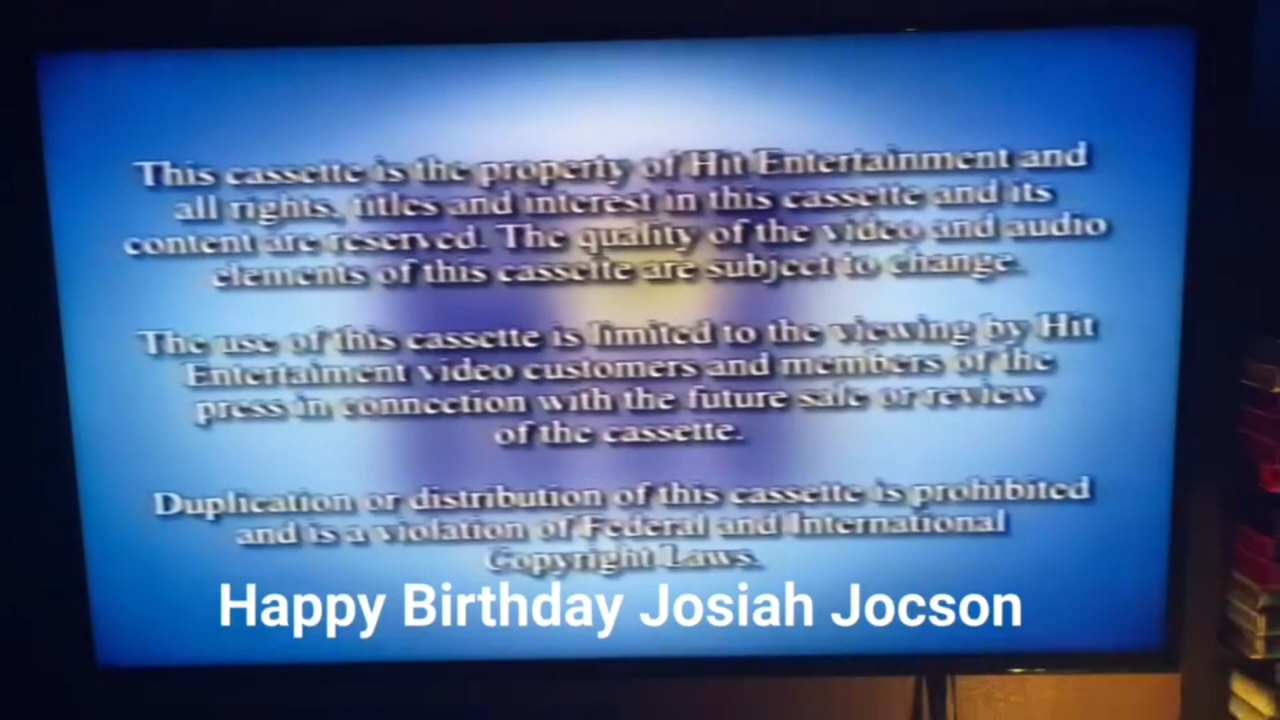 This cassette is the property of Hit Entertainment and
all rights, titles and interest in this cassette and its
content are reserved. The quality of the video and audio
elements of this cassette are subject to change.
The use of this cassette is limited to the viewing by Hit
Entertaiment video customers and members of the
press in connection with the future sale or review
of the cassette.
Duplication or distribution of this cassette is prohibited
and is a violation of Federal and International
Copyright Laws.
Happy Birthday Josiah Jocson